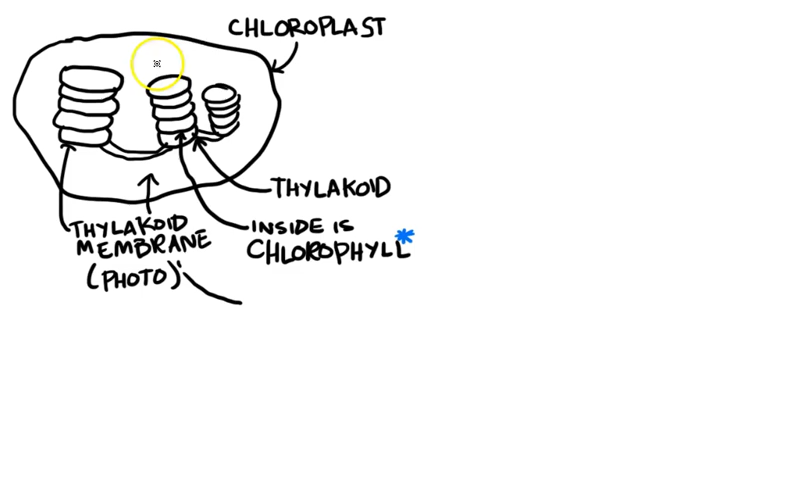 CHLOROPLAST
THYLAKOID
THYLAKOID
MEMBRANE
(PHOTO)
INSIDE IS
CHLOROPHYLL*